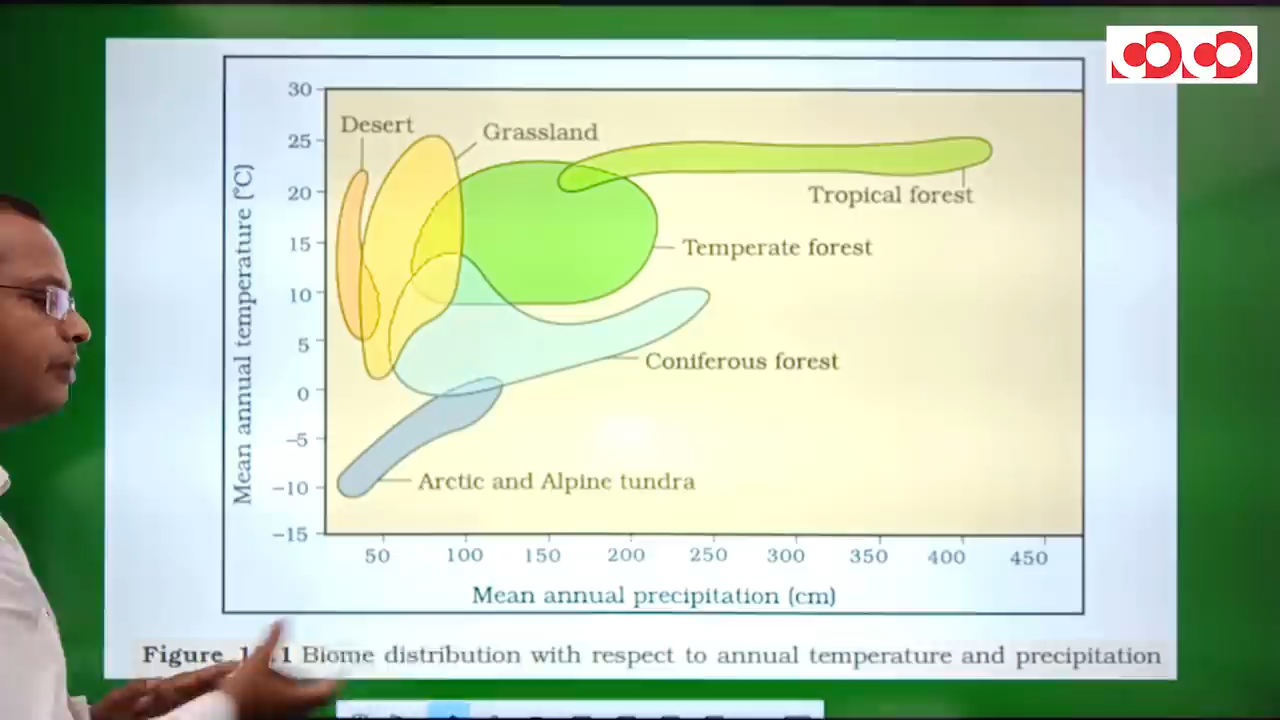 30
Desert
Grassland
25
20
Tropical forest
15
Temperate forest
10
5
Coniferous forest
0
−5
−10
Arctic and Alpine tundra
−15
Mean annual temperature (°C)
50 100 150 200 250 300 350 400 450
Mean annual precipitation (cm)
Figure 1 .1 Biome distribution with respect to annual temperature and precipitation